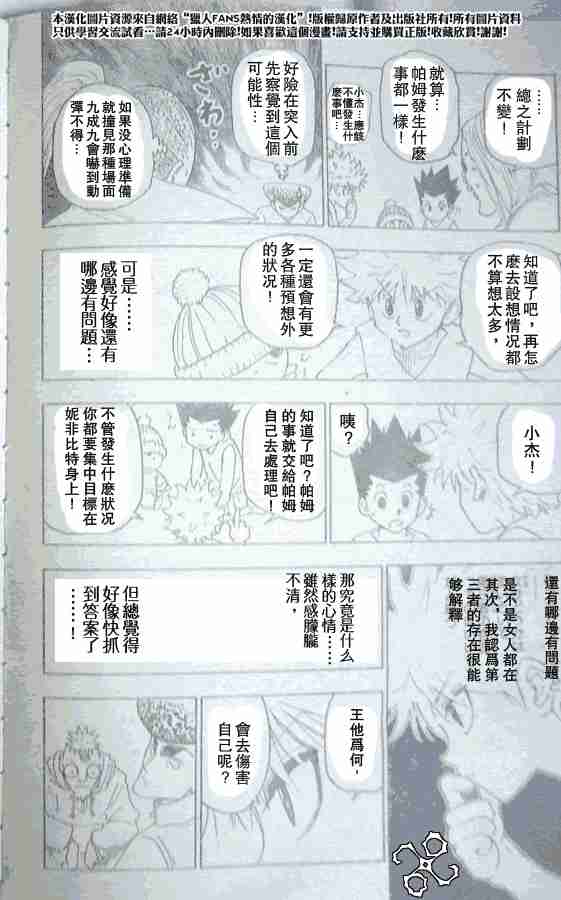 本漢化圖片資源來自網絡"獵人FANS熱情的漢化"!版權歸原作者及出版社所有!所有圖片資料
只供學習交流試看…請24小時內刪除!如果喜歡這個漫畫!請支持並購買正版!收藏欣賞!謝謝!
……
總之計劃
不變！
就算…
帕姆發生什麼
事都一樣！
小杰…應該
不懂發生什
麼事吧…
好險在突入前
先察覺到這個
可能性…
ざわ…
如果沒心理準備
就撞見那種場面
九成九會嚇到動
彈不得…
知道了吧，再怎
麼去設想情況都
不算想太多，
一定還會有更
多各種預想外
的狀況！
可是……
感覺好像還有
哪邊有問題…
小杰！
咦？
知道了吧？帕姆
的事就交給帕姆
自己去處理吧！
不管發生什麼狀況
你都要集中目標在
妮非比特身上！
還有哪邊有問題
是不是女人都在
其次，我認爲第
三者的存在很能
夠解釋
那究竟是什么
樣的心情……
雖然感朦朧
不清，
但總覺得
好像快抓
到答案了
……！
王他爲何，
會去傷害
自己呢？